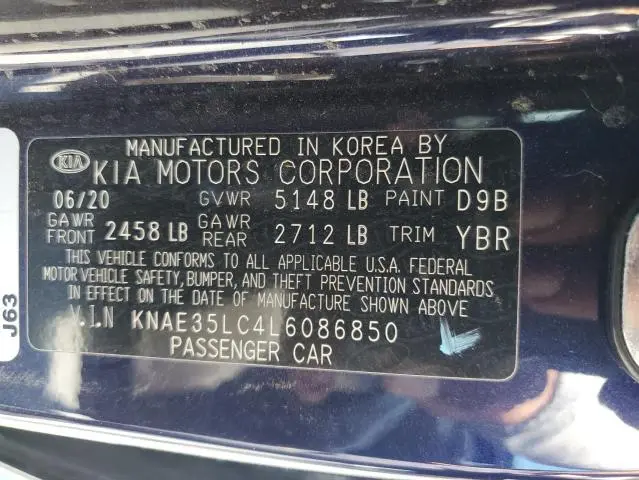 MANUFACTURED IN KOREA BY
KIA KIA MOTORS CORPORATION
06/20 GVWR 5148 LB PAINT D9B
GAWR FRONT 2458 LB GAWR REAR 2712 LB TRIM YBR
THIS VEHICLE CONFORMS TO ALL APPLICABLE U.S.A. FEDERAL
MOTOR VEHICLE SAFETY, BUMPER, AND THEFT PREVENTION STANDARDS
IN EFFECT ON THE DATE OF MANUFACTURE SHOWN ABOVE
V.I.N KNAE35LC4L6086850
PASSENGER CAR
J63